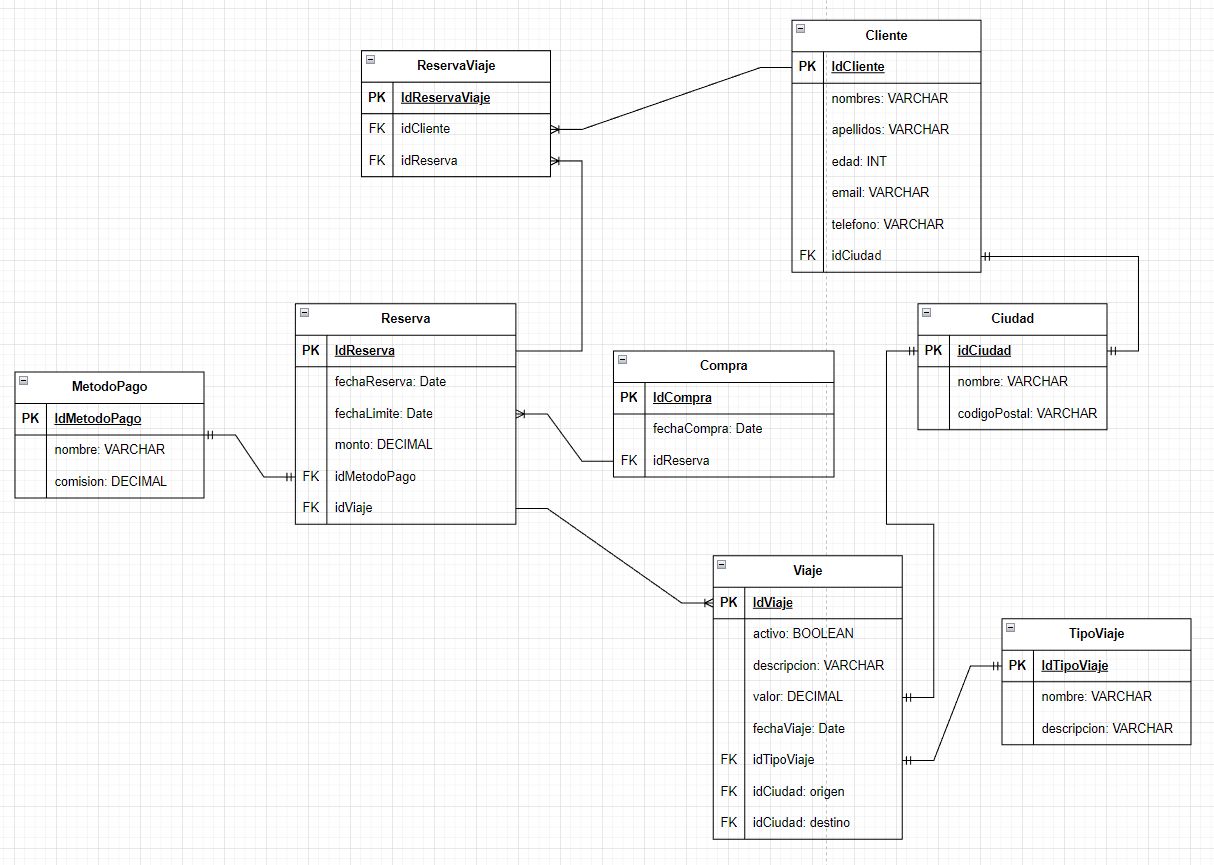 ReservaViaje
PK IdReservaViaje
FK idCliente
FK idReserva
Cliente
PK IdCliente
nombres: VARCHAR
apellidos: VARCHAR
edad: INT
email: VARCHAR
telefono: VARCHAR
FK idCiudad
Reserva
PK IdReserva
fechaReserva: Date
fechaLimite: Date
monto: DECIMAL
FK idMetodoPago
FK idViaje
Ciudad
PK idCiudad
nombre: VARCHAR
codigoPostal: VARCHAR
MetodoPago
PK IdMetodoPago
nombre: VARCHAR
comision: DECIMAL
Compra
PK IdCompra
fechaCompra: Date
FK idReserva
Viaje
PK IdViaje
activo: BOOLEAN
descripcion: VARCHAR
valor: DECIMAL
fechaViaje: Date
FK idTipoViaje
FK idCiudad: origen
FK idCiudad: destino
TipoViaje
PK IdTipoViaje
nombre: VARCHAR
descripcion: VARCHAR